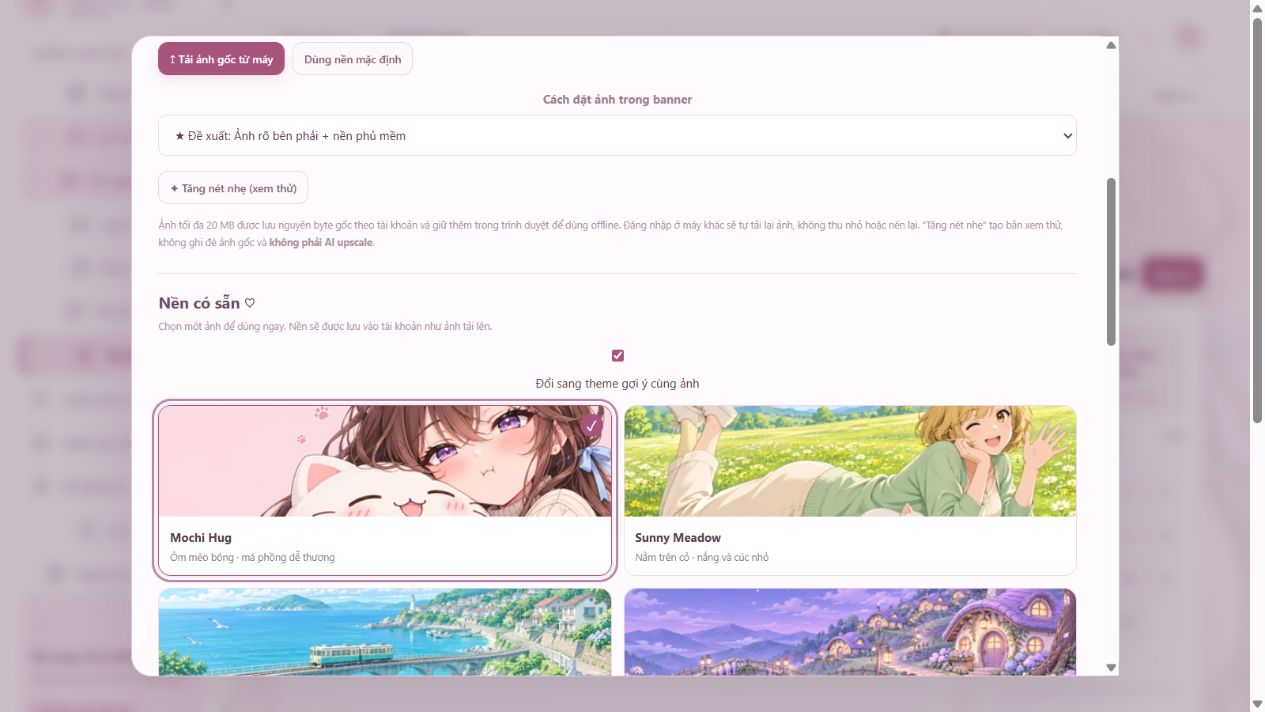 ↥ Tải ảnh gốc từ máy
Dùng nền mặc định
Cách đặt ảnh trong banner
★ Đề xuất: Ảnh rõ bên phải + nền phủ mềm
✦ Tăng nét nhẹ (xem thử)
Ảnh tối đa 20 MB được lưu nguyên byte gốc theo tài khoản và giữ thêm trong trình duyệt để dùng offline. Đăng nhập ở máy khác sẽ tự tải lại ảnh, không thu nhỏ hoặc nén lại. “Tăng nét nhẹ” tạo bản xem thử,
không ghi đè ảnh gốc và không phải AI upscale.
Nền có sẵn ♡
Chọn một ảnh để dùng ngay. Nền sẽ được lưu vào tài khoản như ảnh tải lên.
Đổi sang theme gợi ý cùng ảnh
Mochi Hug
Ôm mèo bông · má phồng dễ thương
Sunny Meadow
Nằm trên cỏ · nắng và cúc nhỏ